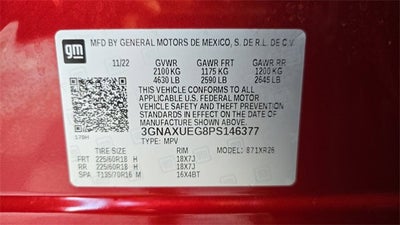 gm
MFD BY GENERAL MOTORS DE MEXICO, S. DE R.L. DE C.V.
11/22 GVWR GAWR FRT GAWR RR
2100 KG 1175 KG 1200 KG
4630 LB 2590 LB 2645 LB
THIS VEHICLE CONFORMS TO ALL
APPLICABLE U.S. FEDERAL MOTOR
VEHICLE SAFETY AND THEFT PREVENTION
STANDARDS IN EFFECT ON THE DATE OF
MANUFACTURE SHOWN ABOVE.
3GNAXUEG8PS146377
TYPE: MPV MODEL: 871XR26
TIRE SIZE RIM
FRT 225/60R18 H 18X7J
RR 225/60R18 H 18X7J
SPA T135/70R16 M 16X4BT